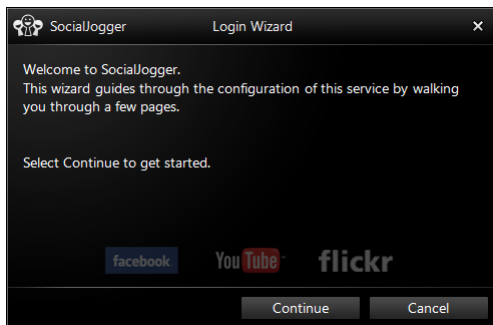 SocialJogger Login Wizard ×
Welcome to SocialJogger.
This wizard guides through the configuration of this service by walking
you through a few pages.
Select Continue to get started.
facebook YouTube flickr
Continue Cancel